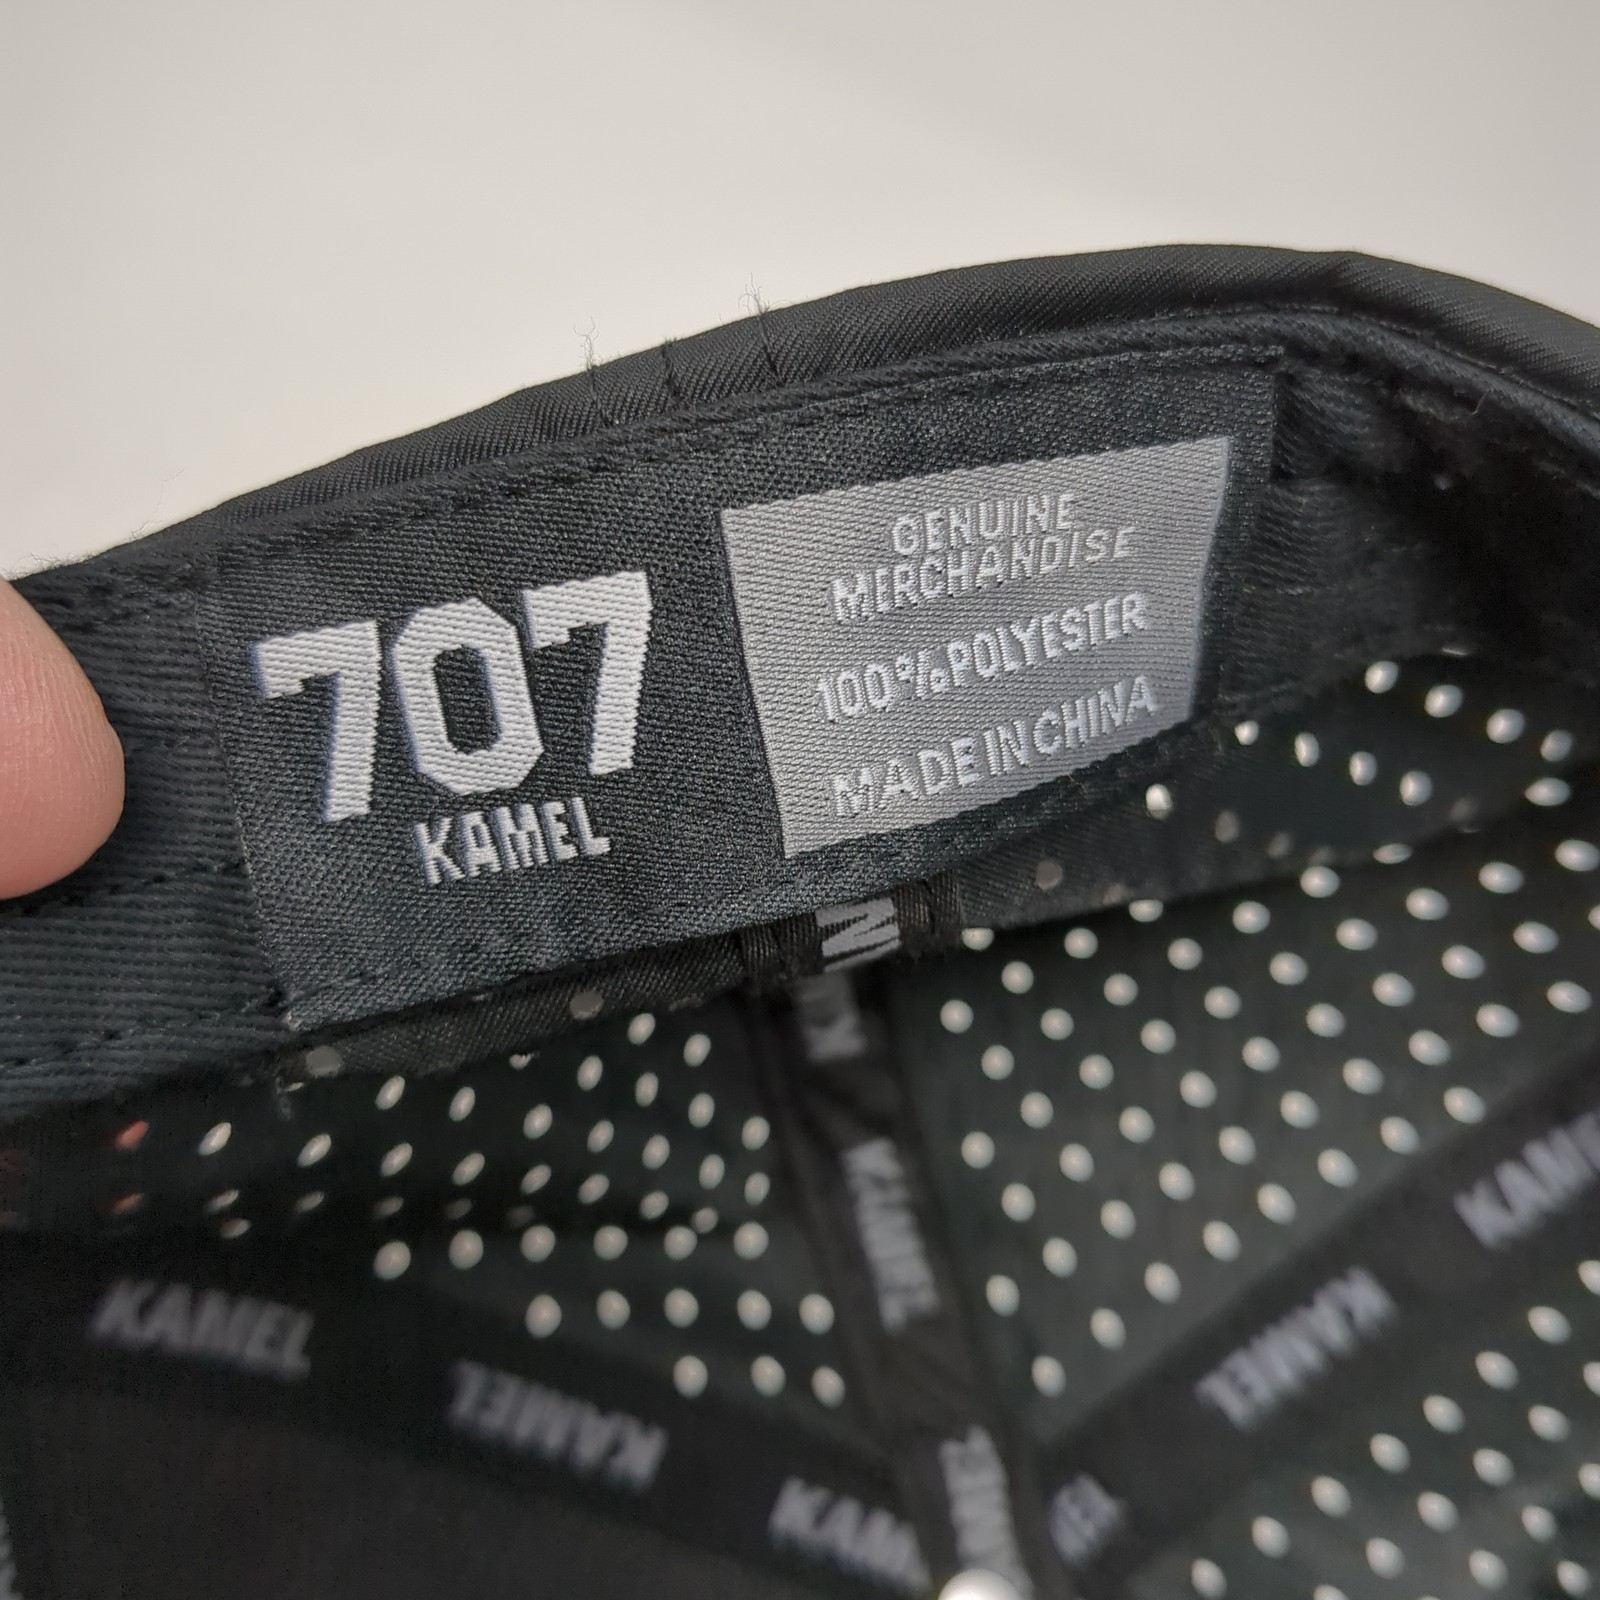 707
KAMEL
GENUINE
MERCHANDISE
100%POLYESTER
MADE IN CHINA
KAMEL
KAMEL
KAMEL
KAMEL
KAMEL